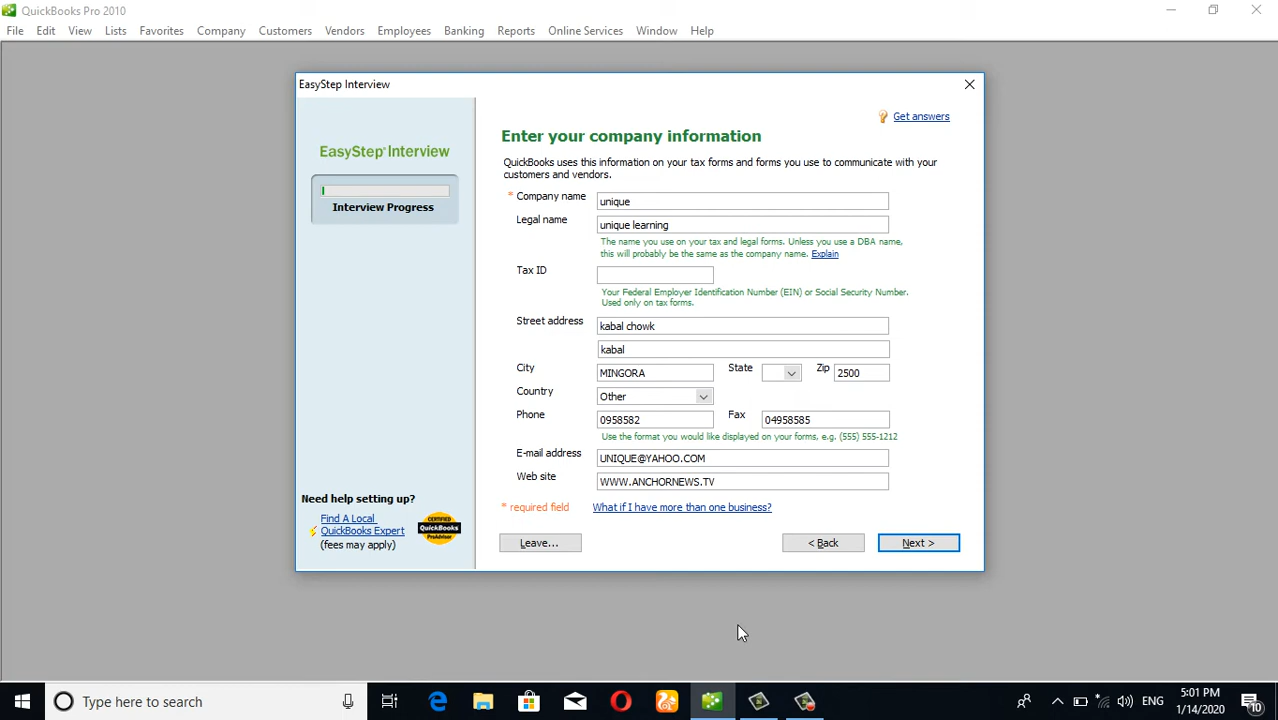 QuickBooks Pro 2010
File Edit View Lists Favorites Company Customers Vendors Employees Banking Reports Online Services Window Help
EasyStep Interview
Get answers
EasyStep Interview
Interview Progress
Enter your company information
QuickBooks uses this information on your tax forms and forms you use to communicate with your
customers and vendors.
* Company name unique
Legal name unique learning
The name you use on your tax and legal forms. Unless you use a DBA name,
this will probably be the same as the company name. Explain
Tax ID
Your Federal Employer Identification Number (EIN) or Social Security Number.
Used only on tax forms.
Street address kabal chowk
kabal
City MINGORA State Zip 2500
Country Other
Phone 0958582 Fax 04958585
Use the format you would like displayed on your forms, e.g. (555) 555-1212
E-mail address UNIQUE@YAHOO.COM
Web site WWW.ANCHORNEWS.TV
* required field What if I have more than one business?
Need help setting up?
Find A Local
QuickBooks Expert
(fees may apply)
CERTIFIED
QuickBooks
ProAdvisor
Leave... < Back Next >
Type here to search
ENG
5:01 PM
1/14/2020
10